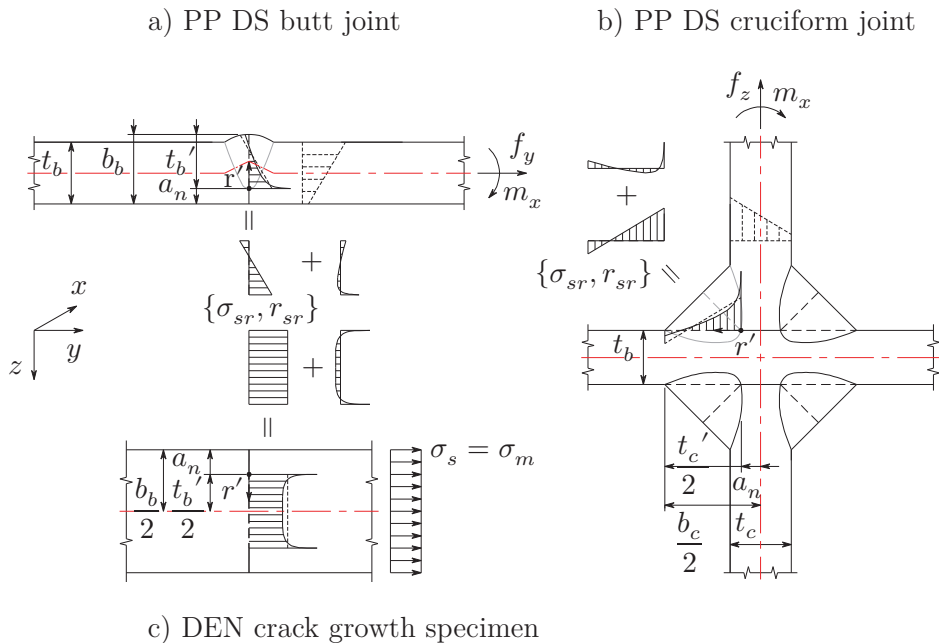 a) PP DS butt joint
b) PP DS cruciform joint
f_z
m_x
t_b
b_b
t_b'
r'
a_n
f_y
m_x
=
+
+
{σ_sr, r_sr}
{σ_sr, r_sr} =
x
y
z
+
=
t_b
r'
σ_s = σ_m
a_n
b_b/2
t_b'/2
r'
t_c'/2
a_n
b_c/2
t_c
c) DEN crack growth specimen